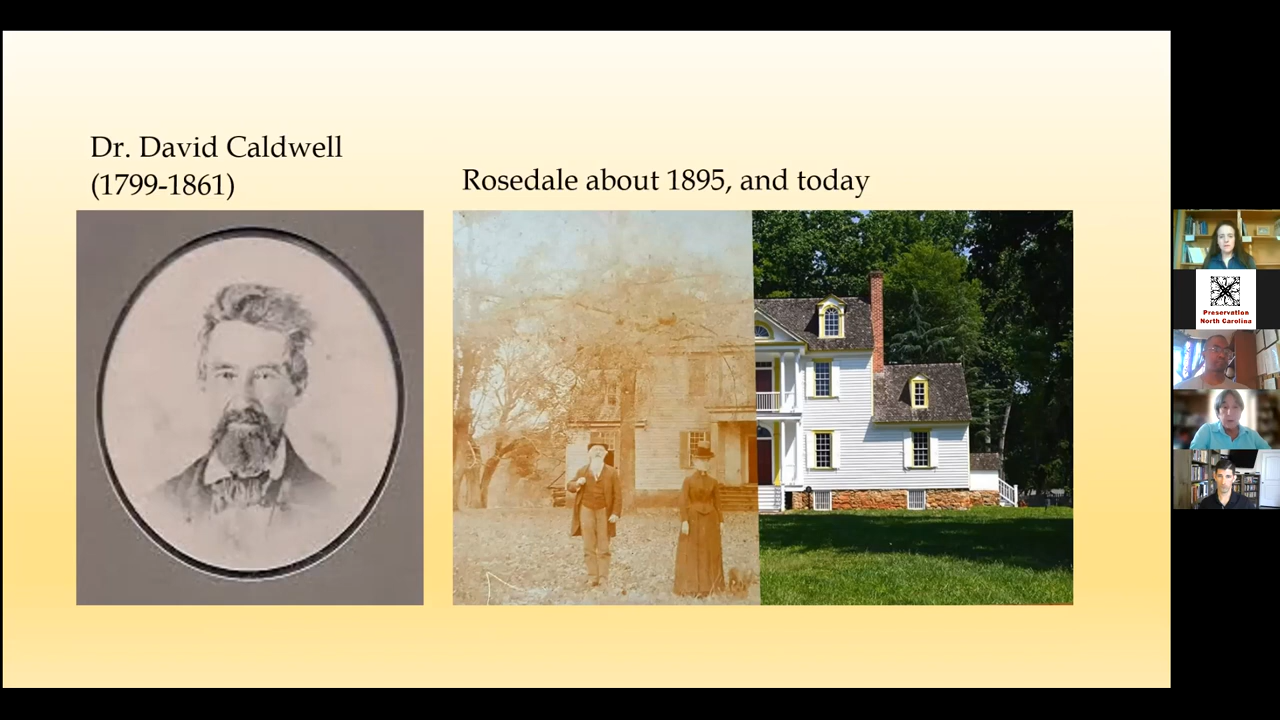 Dr. David Caldwell
(1799-1861)
Rosedale about 1895, and today
Preservation
North Carolina